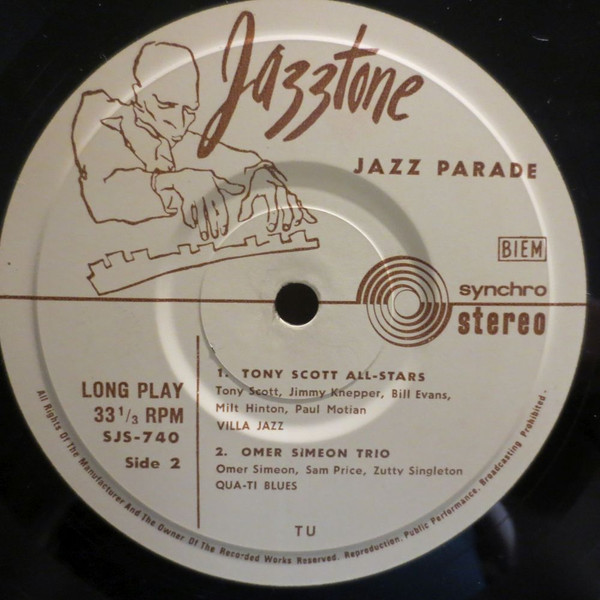 Jazztone
JAZZ PARADE
BIEM
synchro
stereo
LONG PLAY
33 1/3 RPM
SJS-740
Side 2
1. TONY SCOTT ALL-STARS
Tony Scott, Jimmy Knepper, Bill Evans,
Milt Hinton, Paul Motian
VILLA JAZZ
2. OMER SIMEON TRIO
Omer Simeon, Sam Price, Zutty Singleton
QUA-TI BLUES
TU
All Rights Of The Manufacturer And The Owner Of The Recorded Works Reserved. Reproduction. Public Performance. Broadcasting Prohibited.